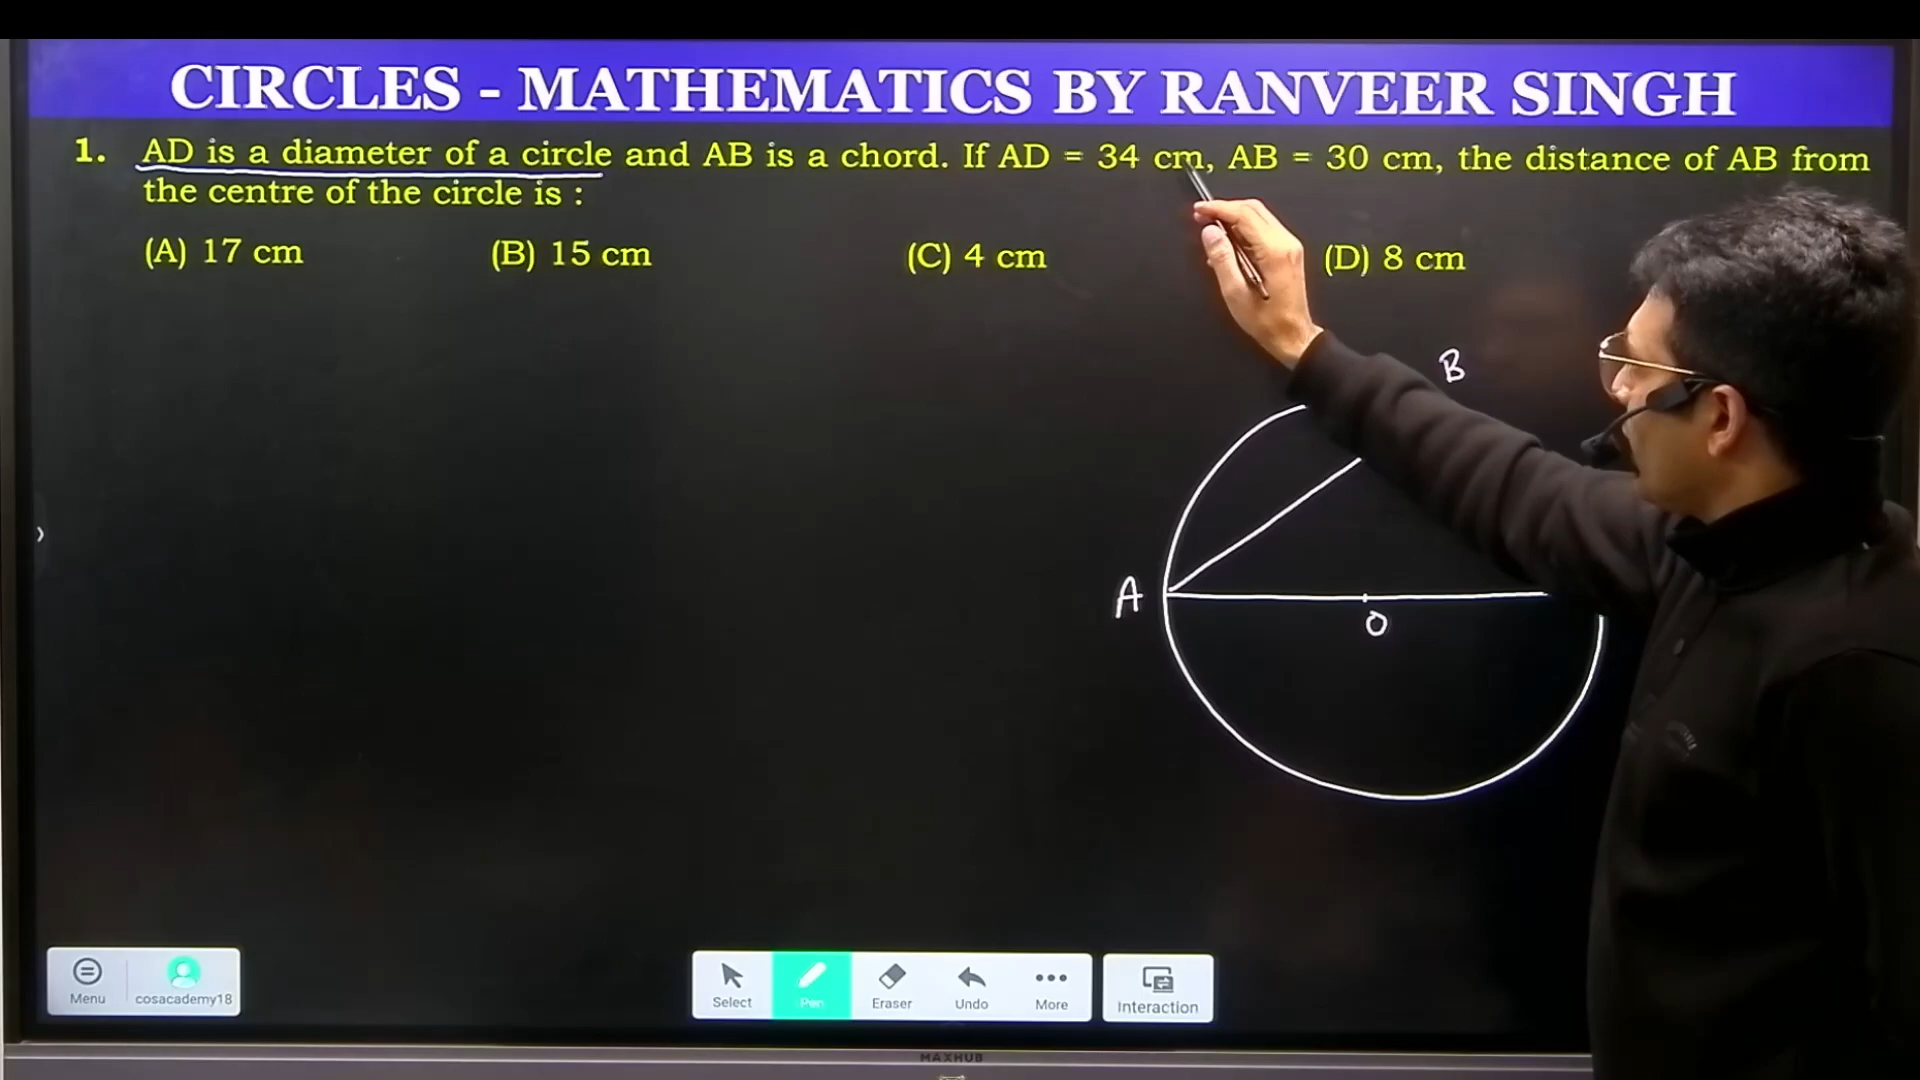 CIRCLES - MATHEMATICS BY RANVEER SINGH
1. AD is a diameter of a circle and AB is a chord. If AD = 34 cm, AB = 30 cm, the distance of AB from
the centre of the circle is :
(A) 17 cm (B) 15 cm (C) 4 cm (D) 8 cm
B
A
O
Menu cosacademy18 Select Pen Eraser Undo More Interaction
MAXHUB